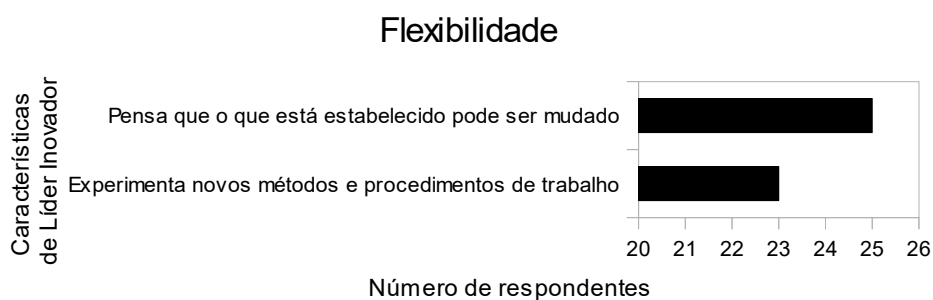 Flexibilidade
Características
de Líder Inovador
Pensa que o que está estabelecido pode ser mudado
Experimenta novos métodos e procedimentos de trabalho
20 21 22 23 24 25 26
Número de respondentes